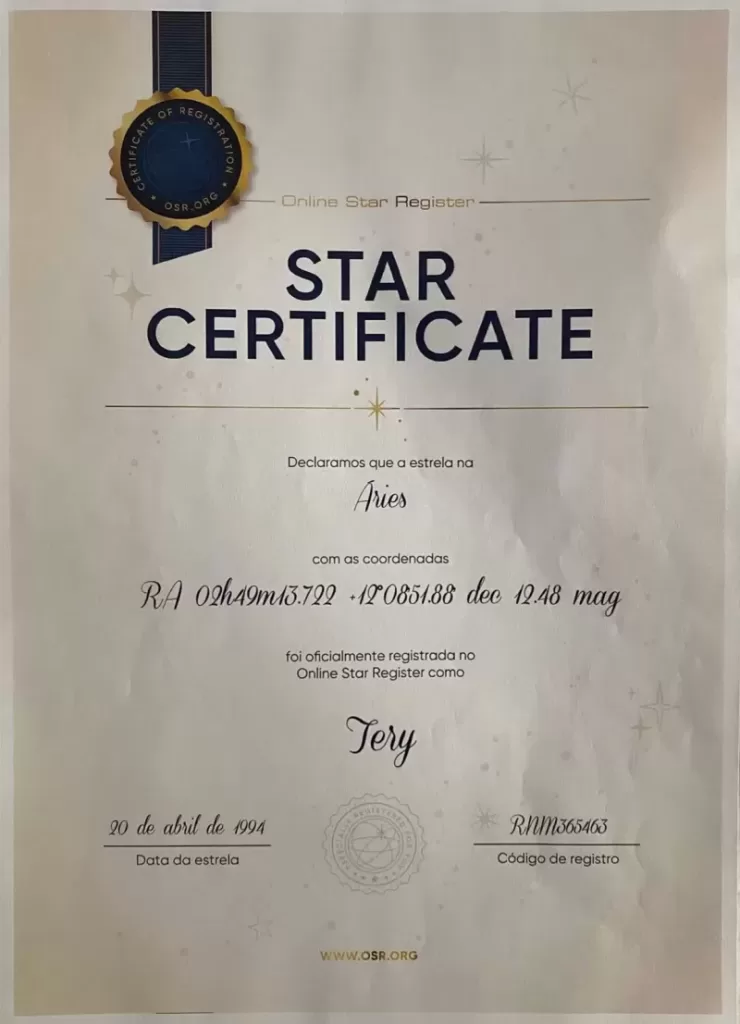 CERTIFICATE OF REGISTRATION
OSR.ORG
Online Star Register
STAR
CERTIFICATE
Declaramos que a estrela na
Áries
com as coordenadas
RA 02h49m13.722 +12°08'51.88" dec 12.48 mag
foi oficialmente registrada no
Online Star Register como
Tery
20 de abril de 1994
Data da estrela
RNM365463
Código de registro
WWW.OSR.ORG